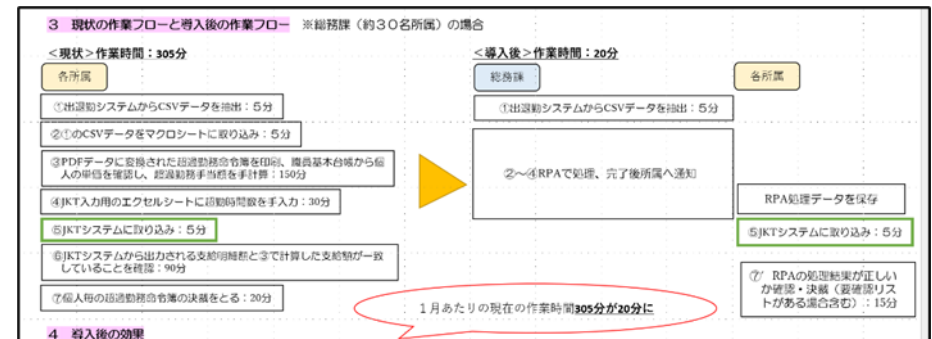 3 現状の作業フローと導入後の作業フロー ※総務課（約30名所属）の場合
<現状>作業時間：305分
各所属
①出退勤システムからCSVデータを抽出：5分
②①のCSVデータをマクロシートに取り込み：5分
③PDFデータに変換された超過勤務命令簿を印刷、職員基本台帳から個
人の単価を確認し、超過勤務手当額を手計算：150分
④JKT入力用のエクセルシートに超勤時間数を手入力：30分
⑤JKTシステムに取り込み：5分
⑥JKTシステムから出力される支給明細額と③で計算した支給額が一致
していることを確認：90分
⑦個人毎の超過勤務命令簿の決裁をとる：20分
<導入後>作業時間：20分
総務課
各所属
①出退勤システムからCSVデータを抽出：5分
②～④RPAで処理、完了後所属へ通知
RPA処理データを保存
⑤JKTシステムに取り込み：5分
⑦' RPAの処理結果が正しい
か確認・決裁（要確認リス
トがある場合含む）：15分
1月あたりの現在の作業時間305分が20分に
4 導入後の効果